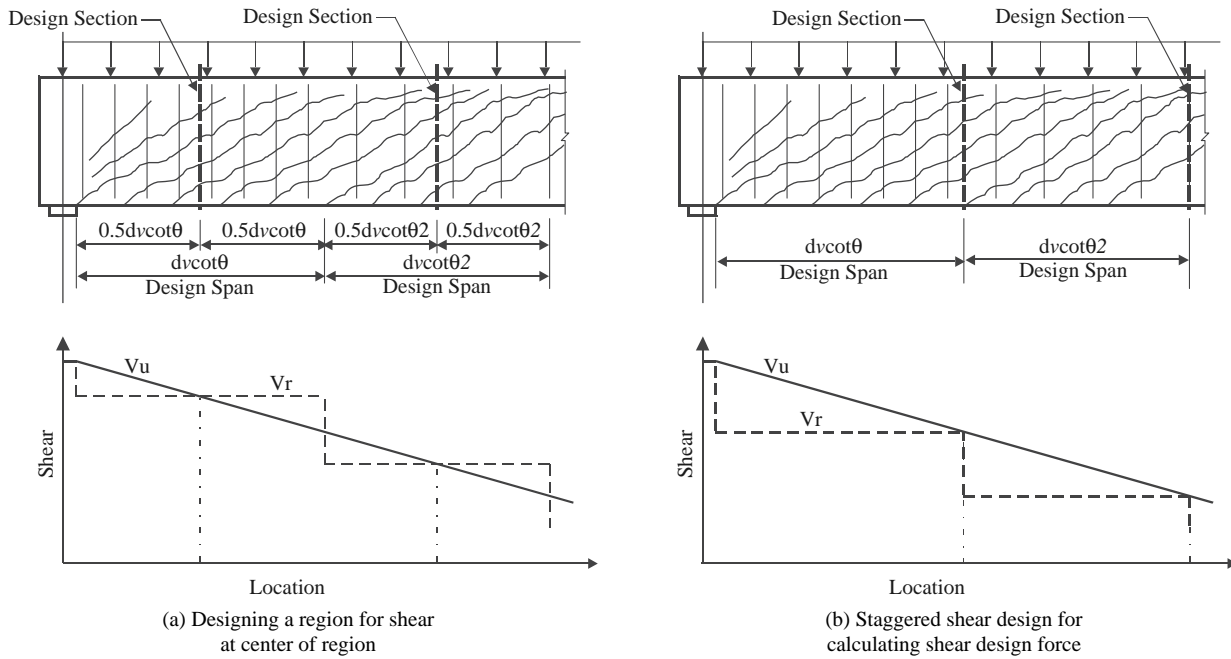 Design Section
Design Section
0.5dvcotθ
0.5dvcotθ
0.5dvcotθ2
0.5dvcotθ2
dvcotθ
Design Span
dvcotθ2
Design Span
Vu
Vr
Shear
Location
(a) Designing a region for shear
at center of region
Design Section
Design Section
dvcotθ
Design Span
dvcotθ2
Design Span
Vu
Vr
Shear
Location
(b) Staggered shear design for
calculating shear design force